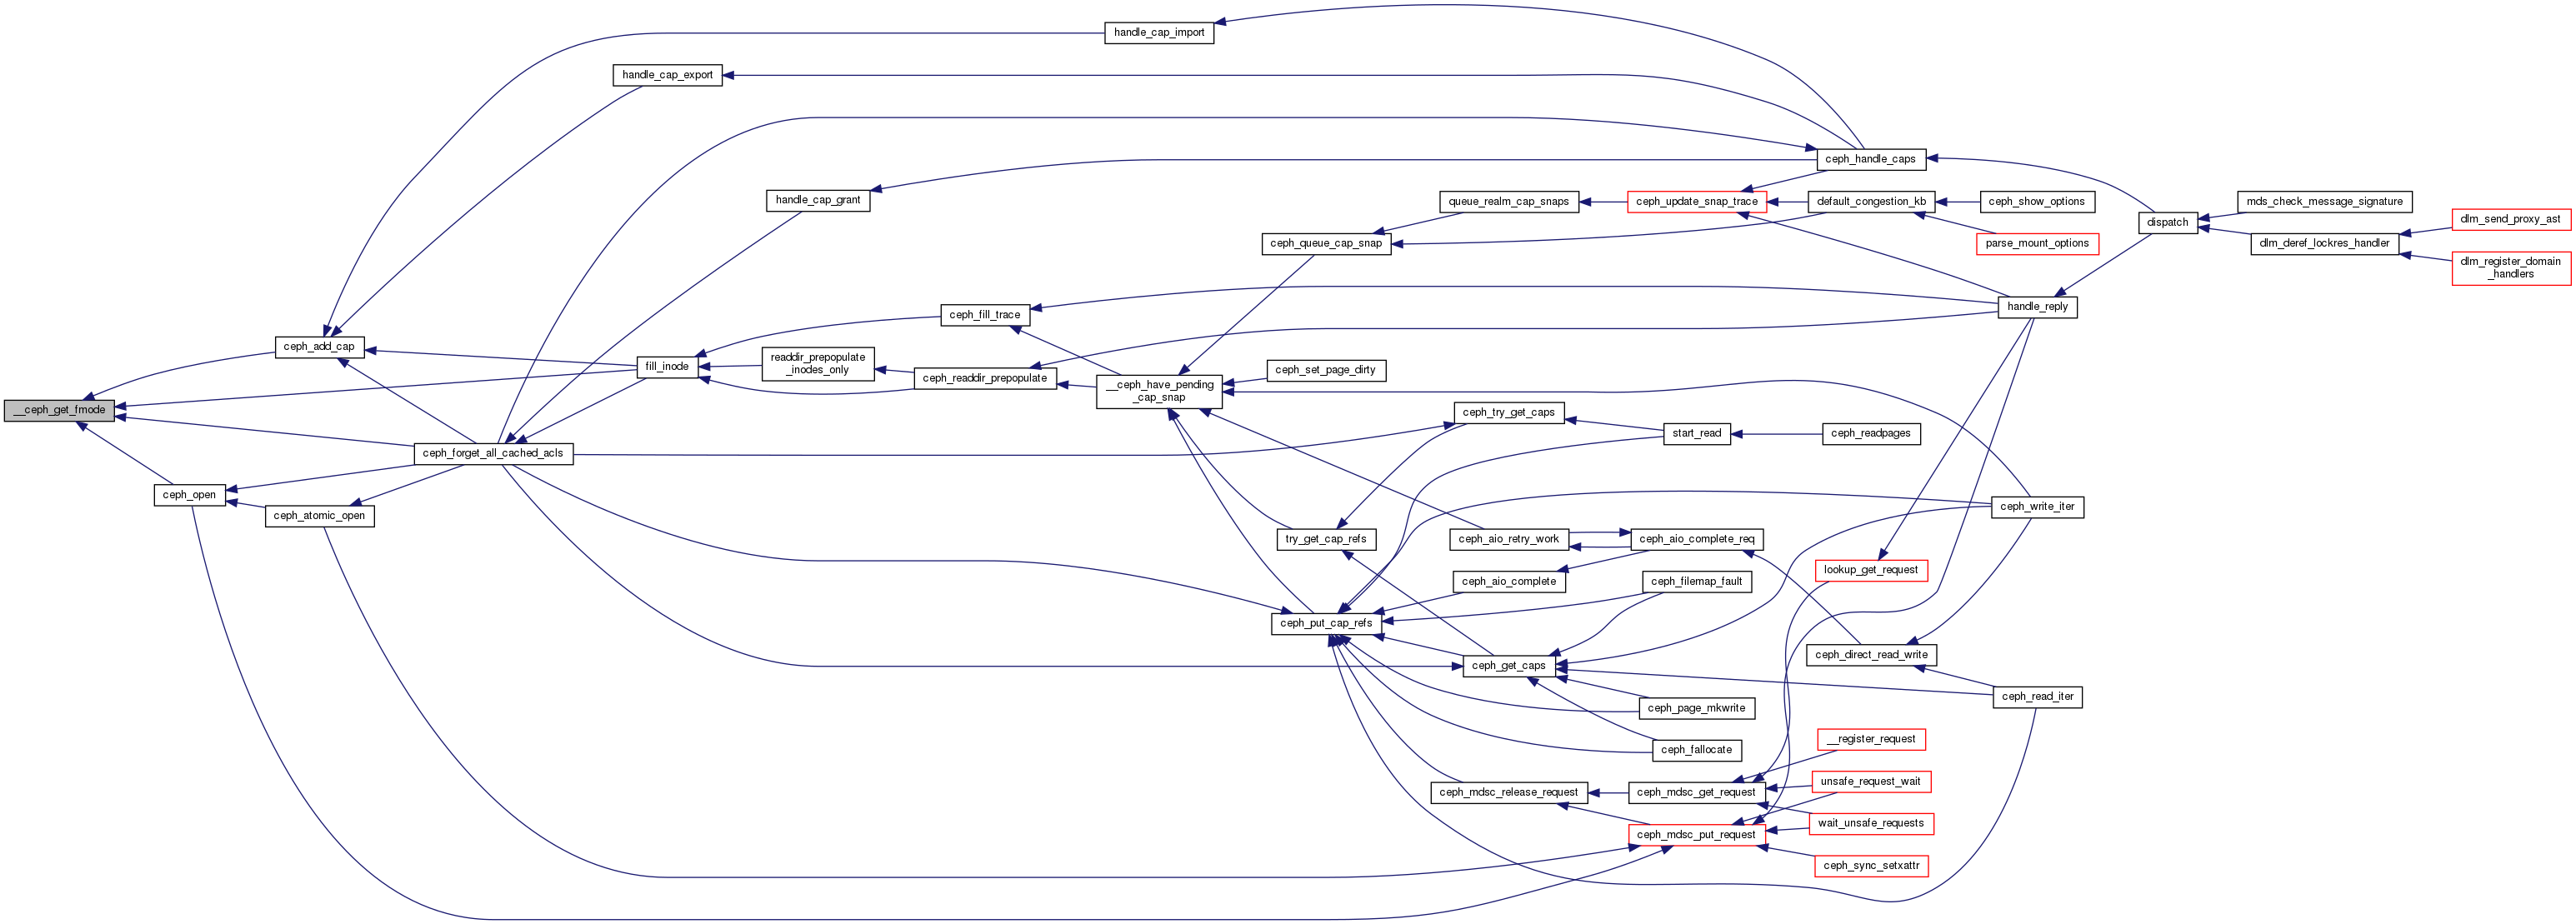 handle_cap_import
handle_cap_export
ceph_handle_caps
handle_cap_grant
queue_realm_cap_snaps
ceph_update_snap_trace
default_congestion_kb
ceph_show_options
mds_check_message_signature
dispatch
dlm_send_proxy_ast
ceph_queue_cap_snap
parse_mount_options
dlm_deref_lockres_handler
dlm_register_domain
_handlers
ceph_fill_trace
handle_reply
ceph_add_cap
fill_inode
readdir_prepopulate
_inodes_only
ceph_readdir_prepopulate
__ceph_have_pending
_cap_snap
ceph_set_page_dirty
__ceph_get_fmode
ceph_try_get_caps
start_read
ceph_readpages
ceph_forget_all_cached_acls
ceph_open
ceph_atomic_open
ceph_write_iter
try_get_cap_refs
ceph_aio_retry_work
ceph_aio_complete_req
lookup_get_request
ceph_aio_complete
ceph_filemap_fault
ceph_put_cap_refs
ceph_get_caps
ceph_direct_read_write
ceph_read_iter
ceph_page_mkwrite
ceph_fallocate
__register_request
unsafe_request_wait
ceph_mdsc_release_request
ceph_mdsc_get_request
wait_unsafe_requests
ceph_mdsc_put_request
ceph_sync_setxattr